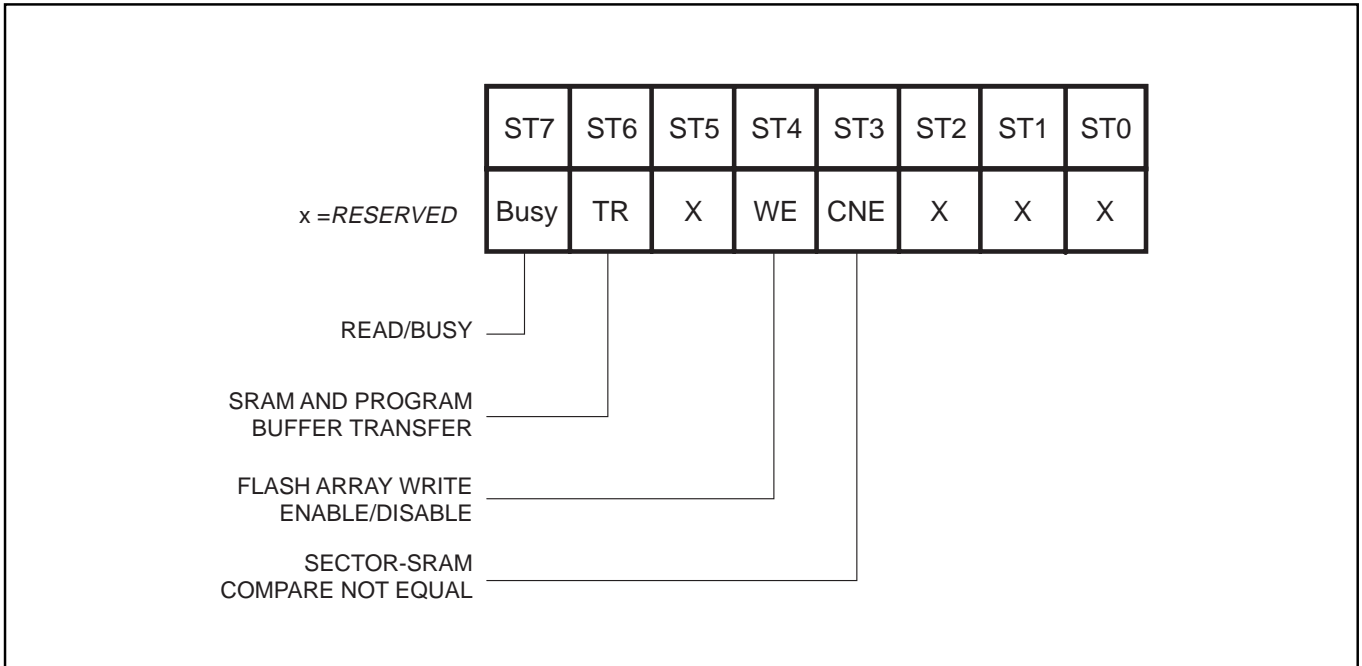 ST7 ST6 ST5 ST4 ST3 ST2 ST1 ST0
x =RESERVED Busy TR X WE CNE X X X
READ/BUSY
SRAM AND PROGRAM
BUFFER TRANSFER
FLASH ARRAY WRITE
ENABLE/DISABLE
SECTOR-SRAM
COMPARE NOT EQUAL